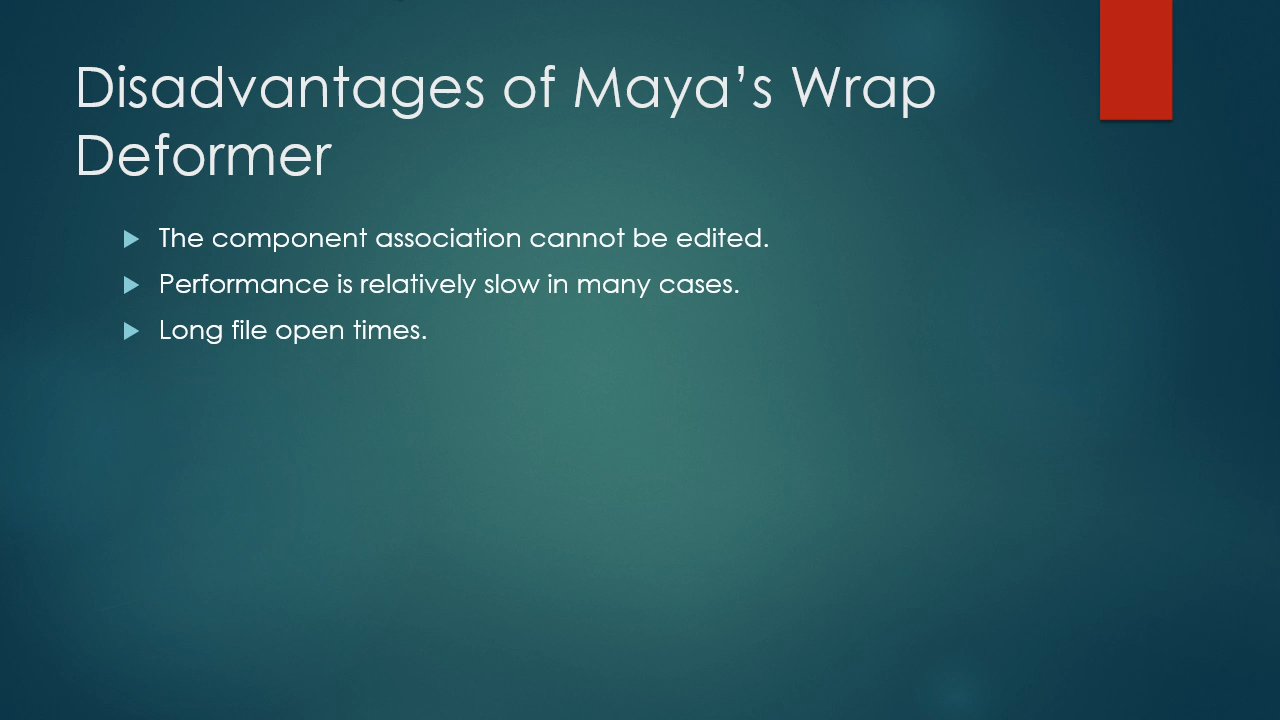 Disadvantages of Maya’s Wrap
Deformer
The component association cannot be edited.
Performance is relatively slow in many cases.
Long file open times.